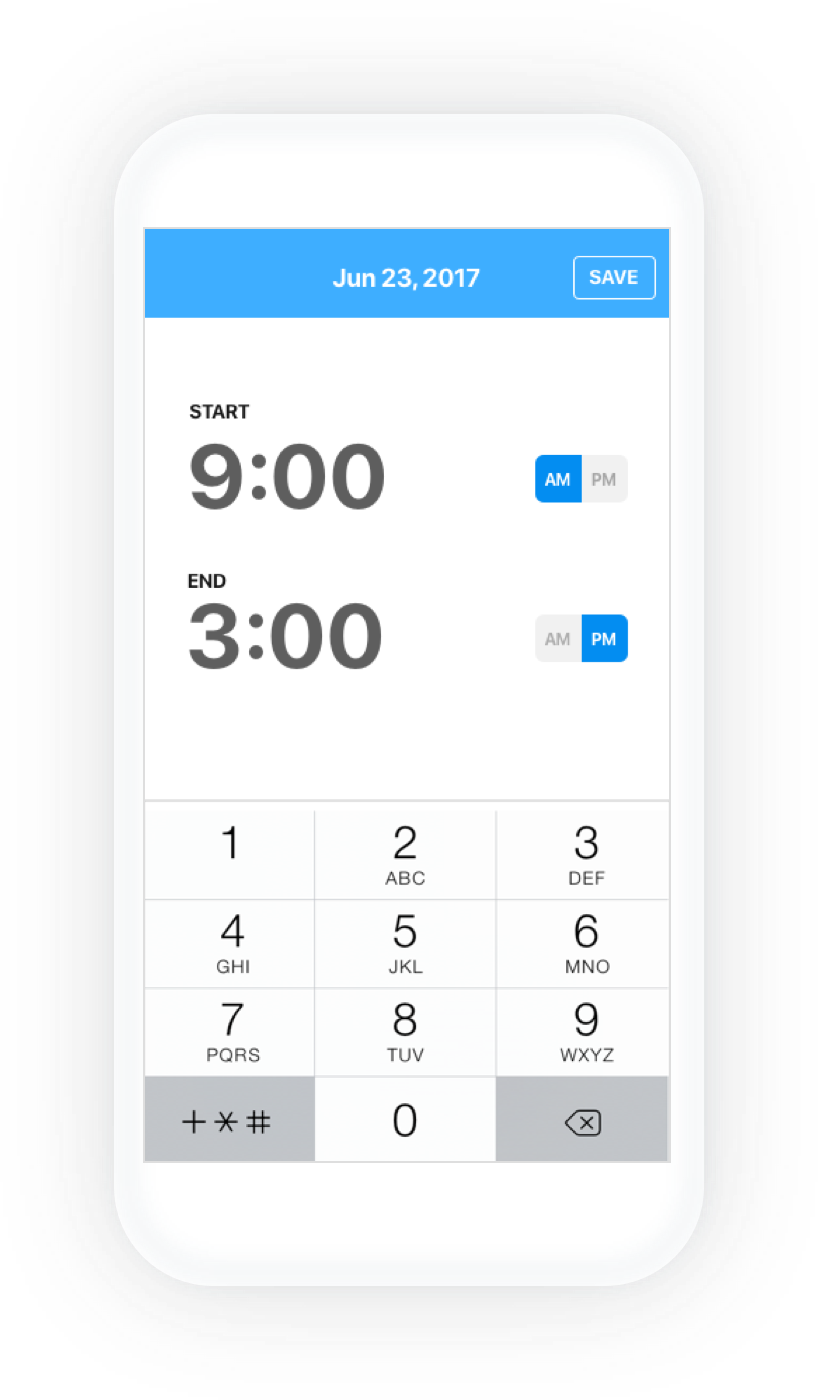 Jun 23, 2017 SAVE
START
9:00 AM PM
END
3:00 AM PM
1 2 3
ABC DEF
4 5 6
GHI JKL MNO
7 8 9
PQRS TUV WXYZ
+*# 0